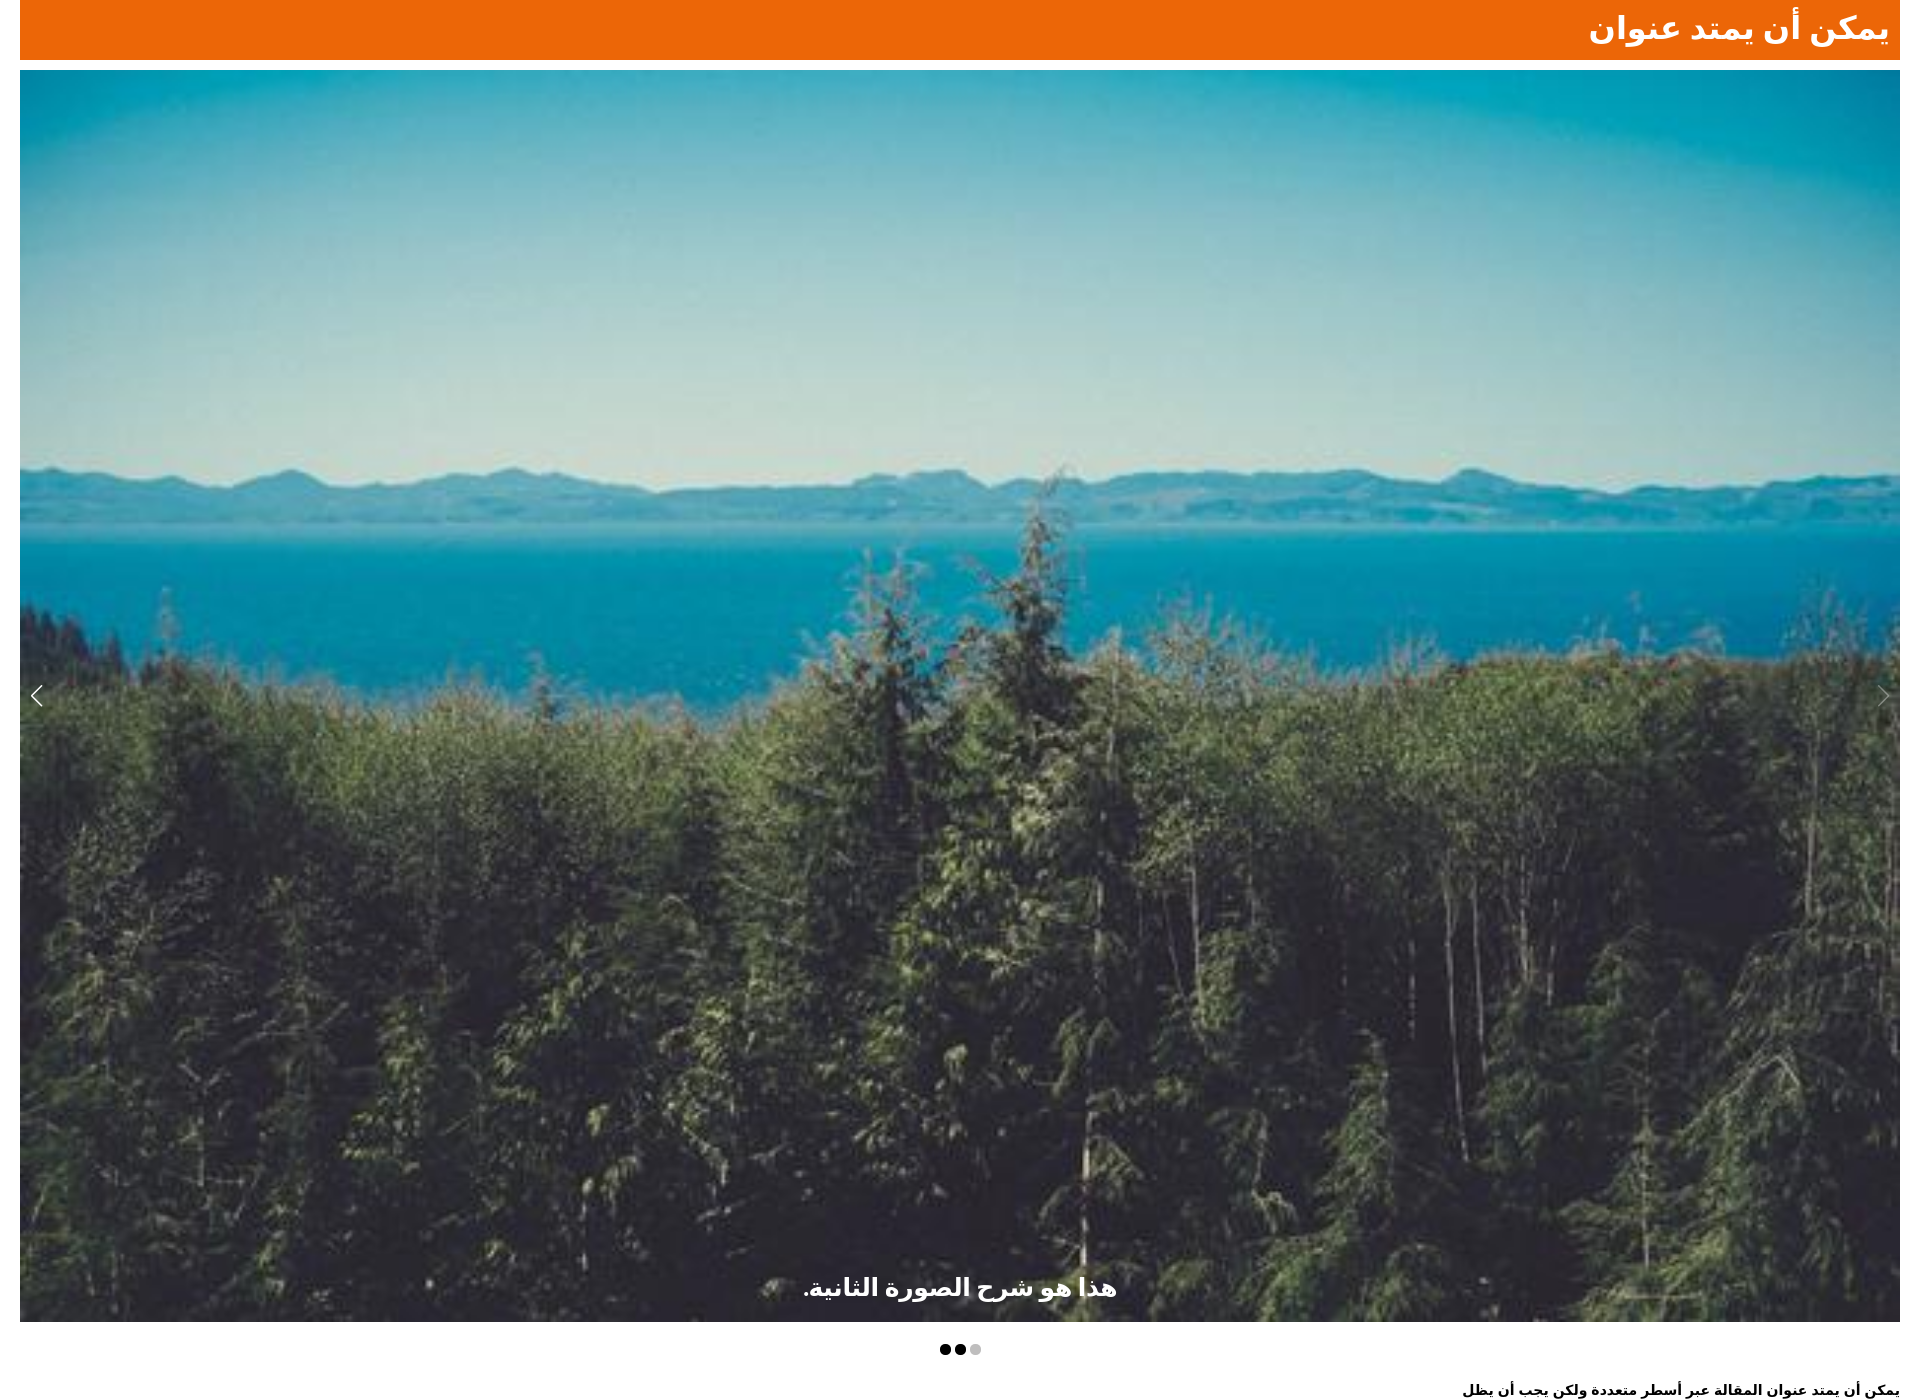 يمكن أن يمتد عنوان
هذا هو شرح الصورة الثانية.
يمكن أن يمتد عنوان المقالة عبر أسطر متعددة ولكن يجب أن يظل